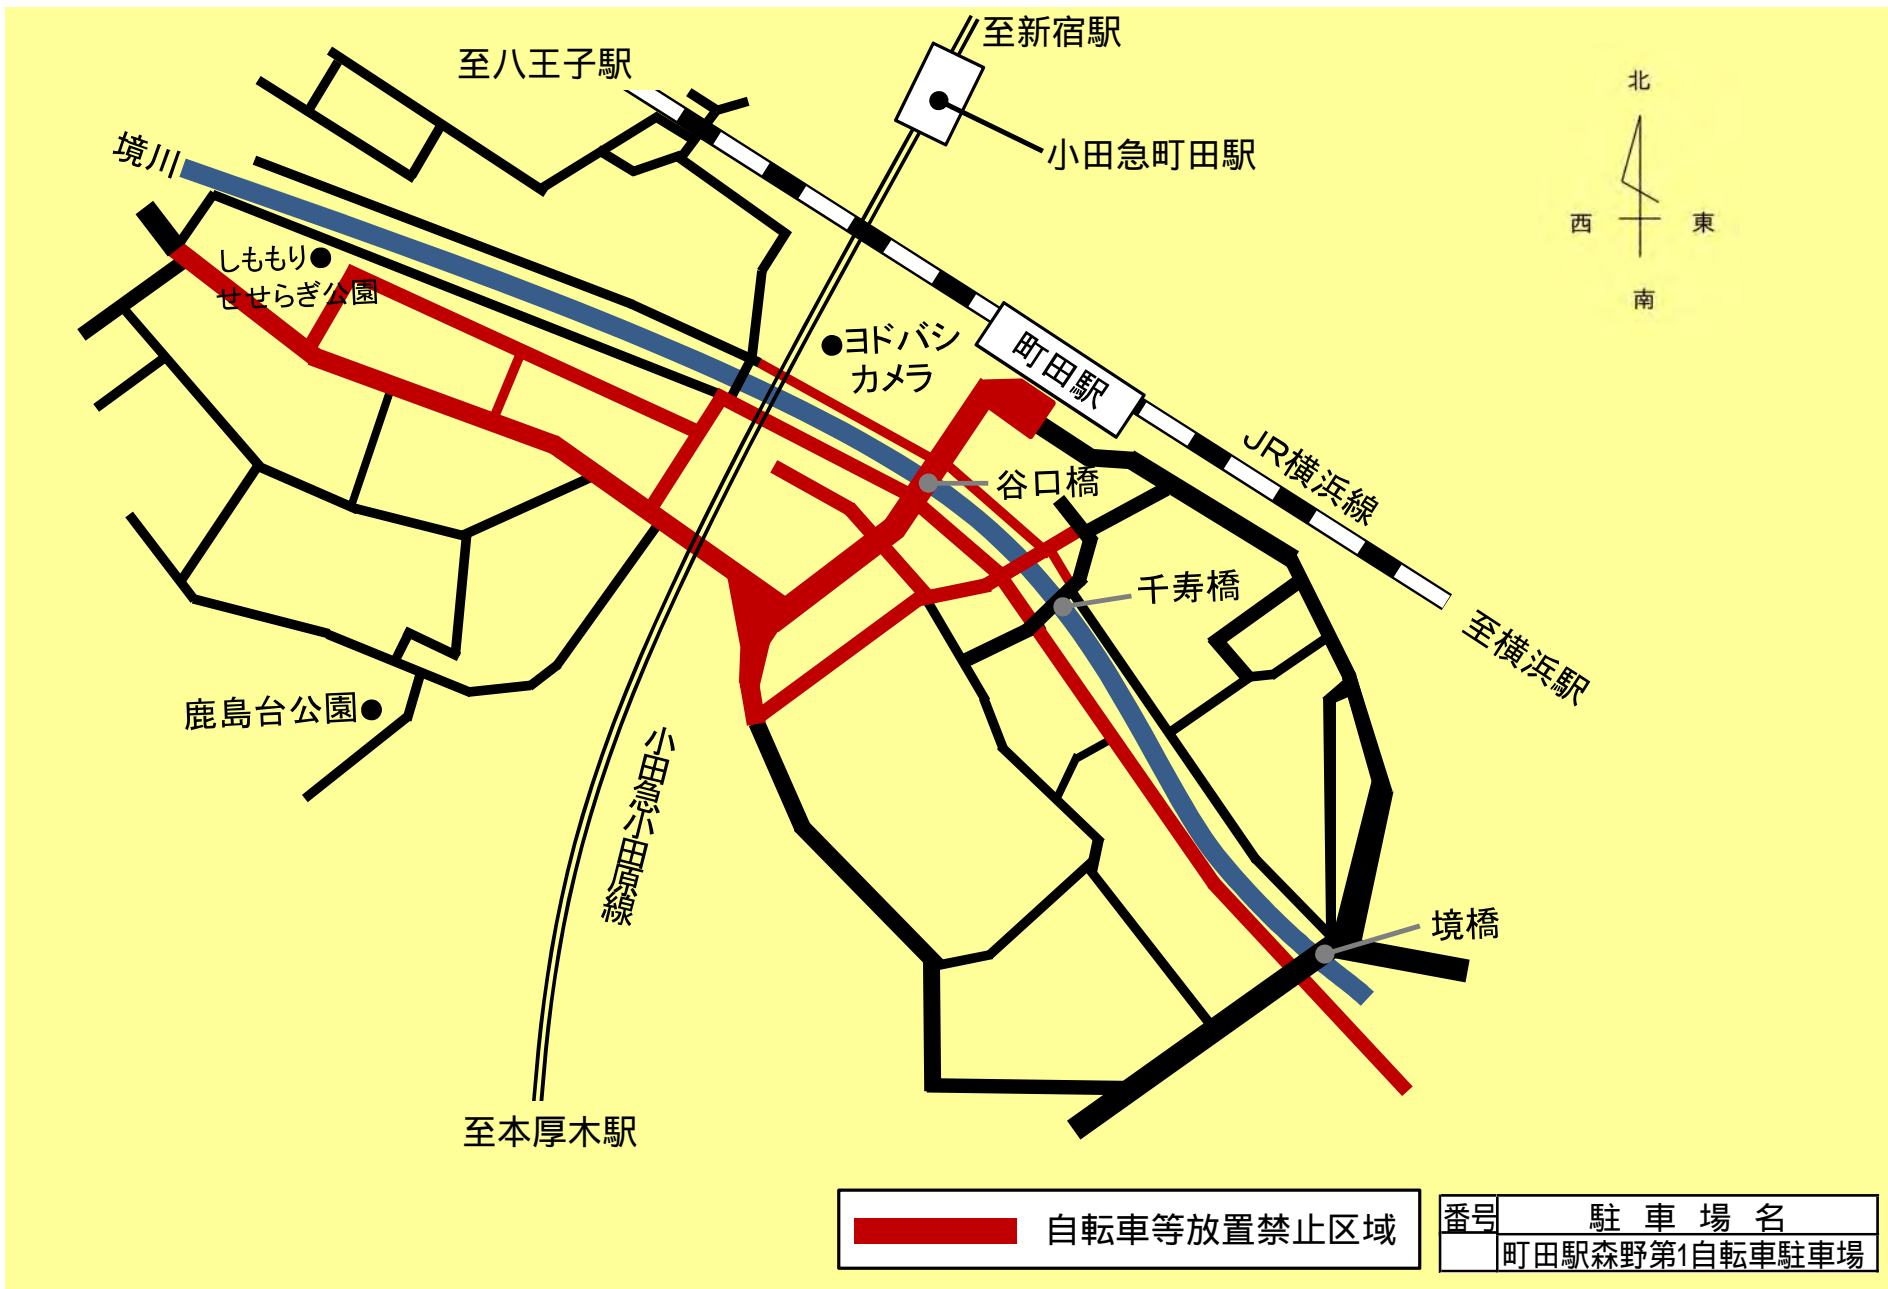 至新宿駅
至八王子駅
北
境川
小田急町田駅
西
東
しももり
せせらぎ公園
南
ヨドバシ
カメラ
町田駅
JR横浜線
谷口橋
千寿橋
至横浜駅
鹿島台公園
小田急小田原線
境橋
至本厚木駅
自転車等放置禁止区域
番号 駐車場名
町田駅森野第1自転車駐車場